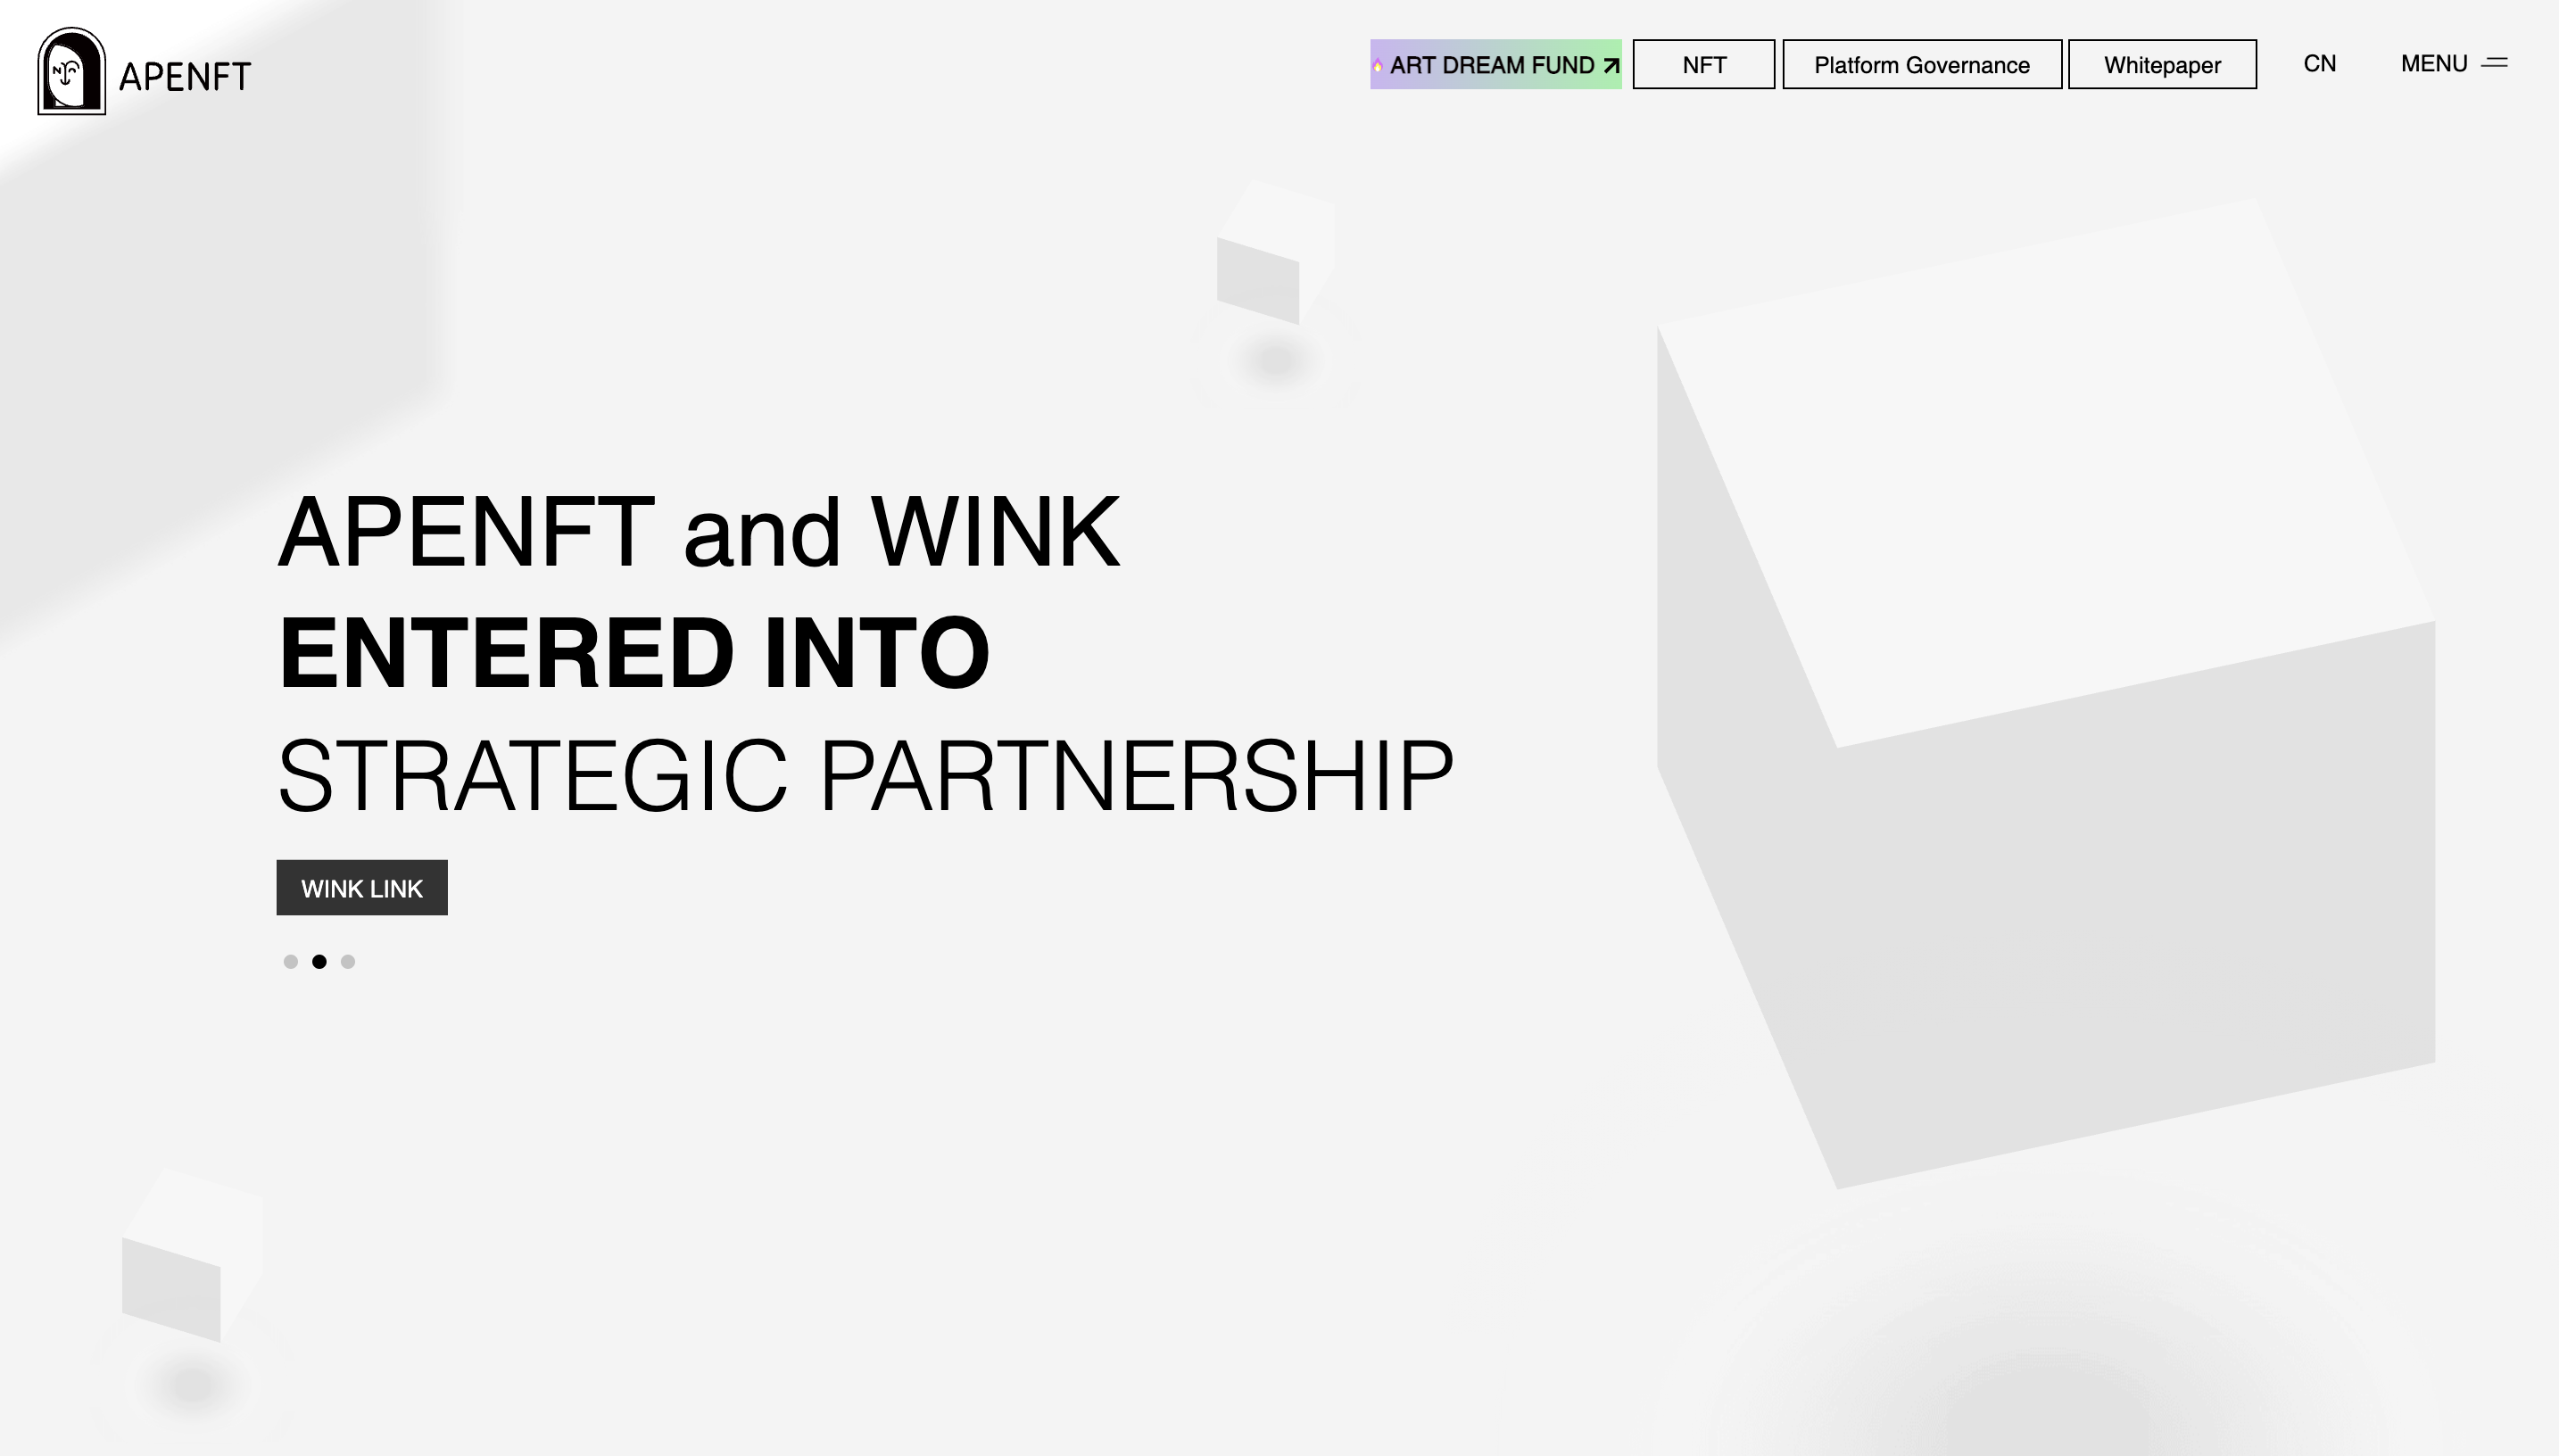 APENFT
ART DREAM FUND
NFT
Platform Governance
Whitepaper
CN
MENU
APENFT and WINK
ENTERED INTO
STRATEGIC PARTNERSHIP
WINK LINK